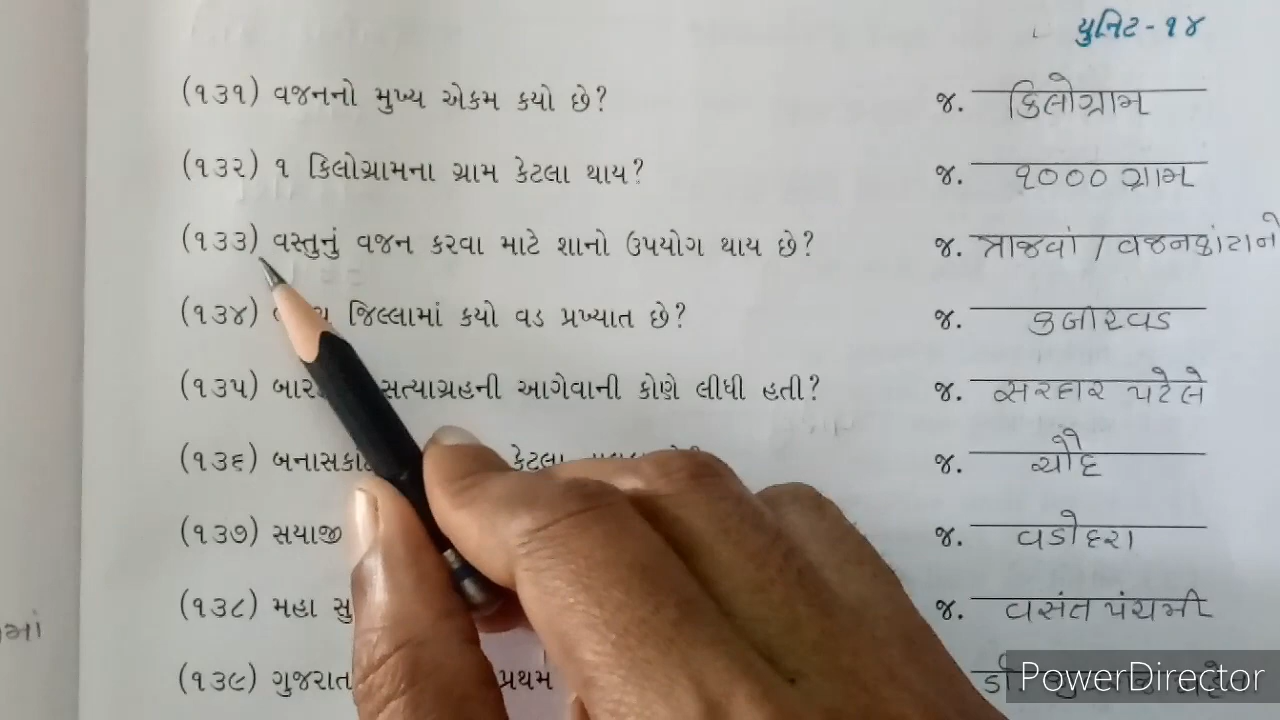 યુનિટ - ૧૪
(૧૩૧) વજનનો મુખ્ય એકમ કયો છે? જ. કિલોગ્રામ
(૧૩૨) ૧ કિલોગ્રામના ગ્રામ કેટલા થાય? જ. ૧૦૦૦ ગ્રામ
(૧૩૩) વસ્તુનું વજન કરવા માટે શાનો ઉપયોગ થાય છે? જ. ત્રાજવાં / વજનકાંટાનો
(૧૩૪) જિલ્લામાં કયો વડ પ્રખ્યાત છે? જ. કબીરવડ
(૧૩૫) સત્યાગ્રહની આગેવાની કોણે લીધી હતી? જ. સરદાર પટેલે
(૧૩૬) કેટલા જ. ચૌદ
(૧૩૭) સયાજી જ. વડોદરા
(૧૩૮) મહા જ. વસંત પંચમી
(૧૩૯) ગુજરાત પ્રથમ ડૉ.
PowerDirector